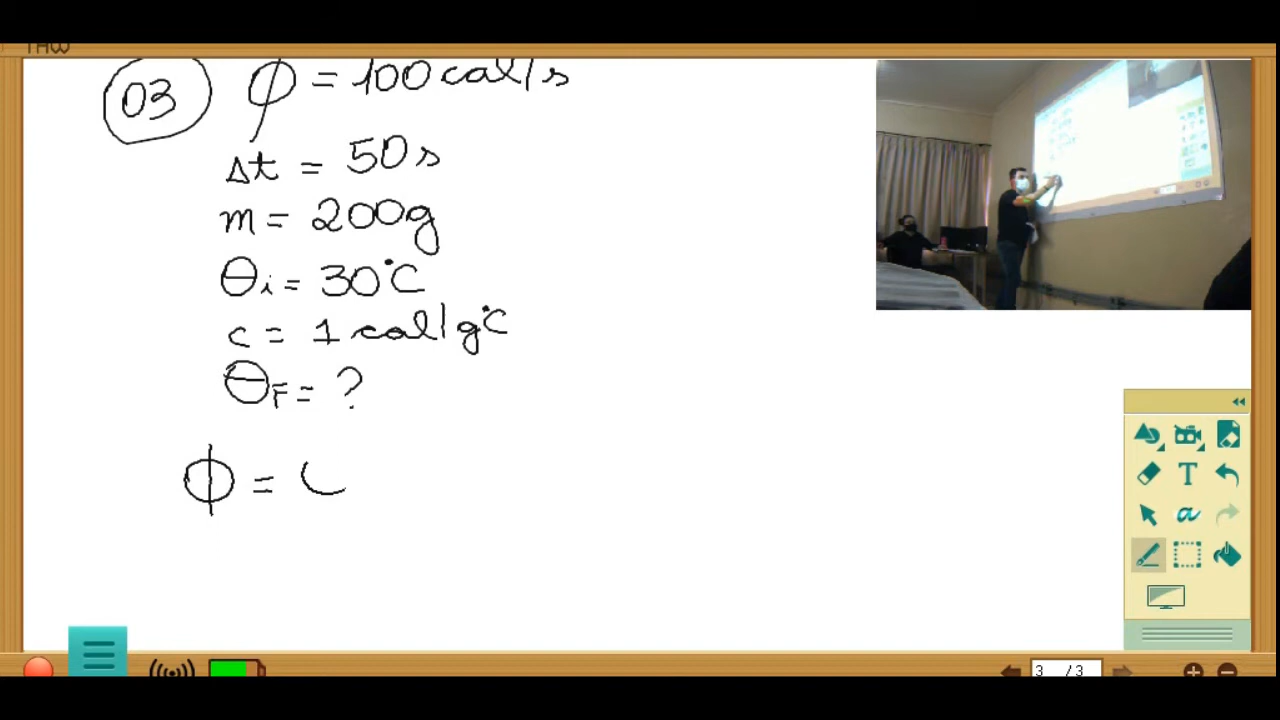 03 ϕ = 100 cal/s
Δt = 50 s
m = 200g
θi = 30°C
c = 1 cal/g°C
θF = ?
ϕ =
3 /3
T
a